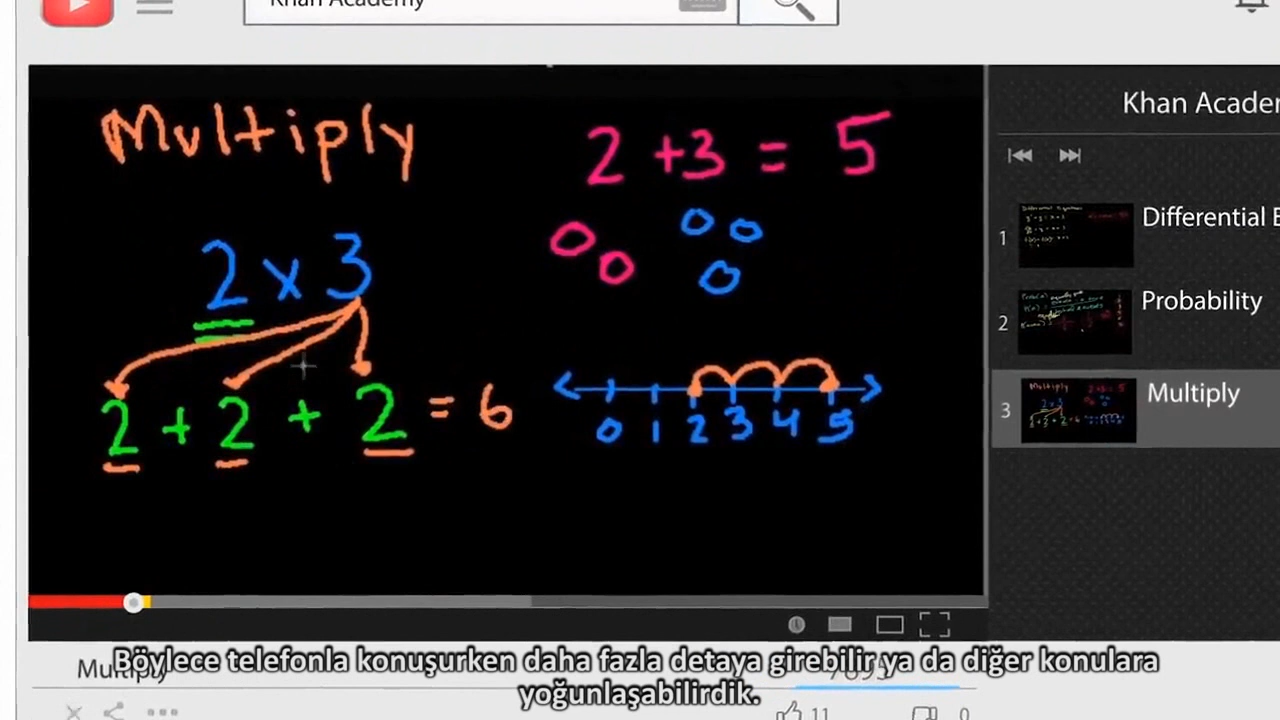 Khan Academy
Multiply
2 x 3
2 + 2 + 2 = 6
2 + 3 = 5
0 1 2 3 4 5
Khan Acader
1 Differential E
2 Probability
3 Multiply
Multiply
Böylece telefonla konuşurken daha fazla detaya girebilir ya da diğer konulara
yoğunlaşabilirdik.
11 0